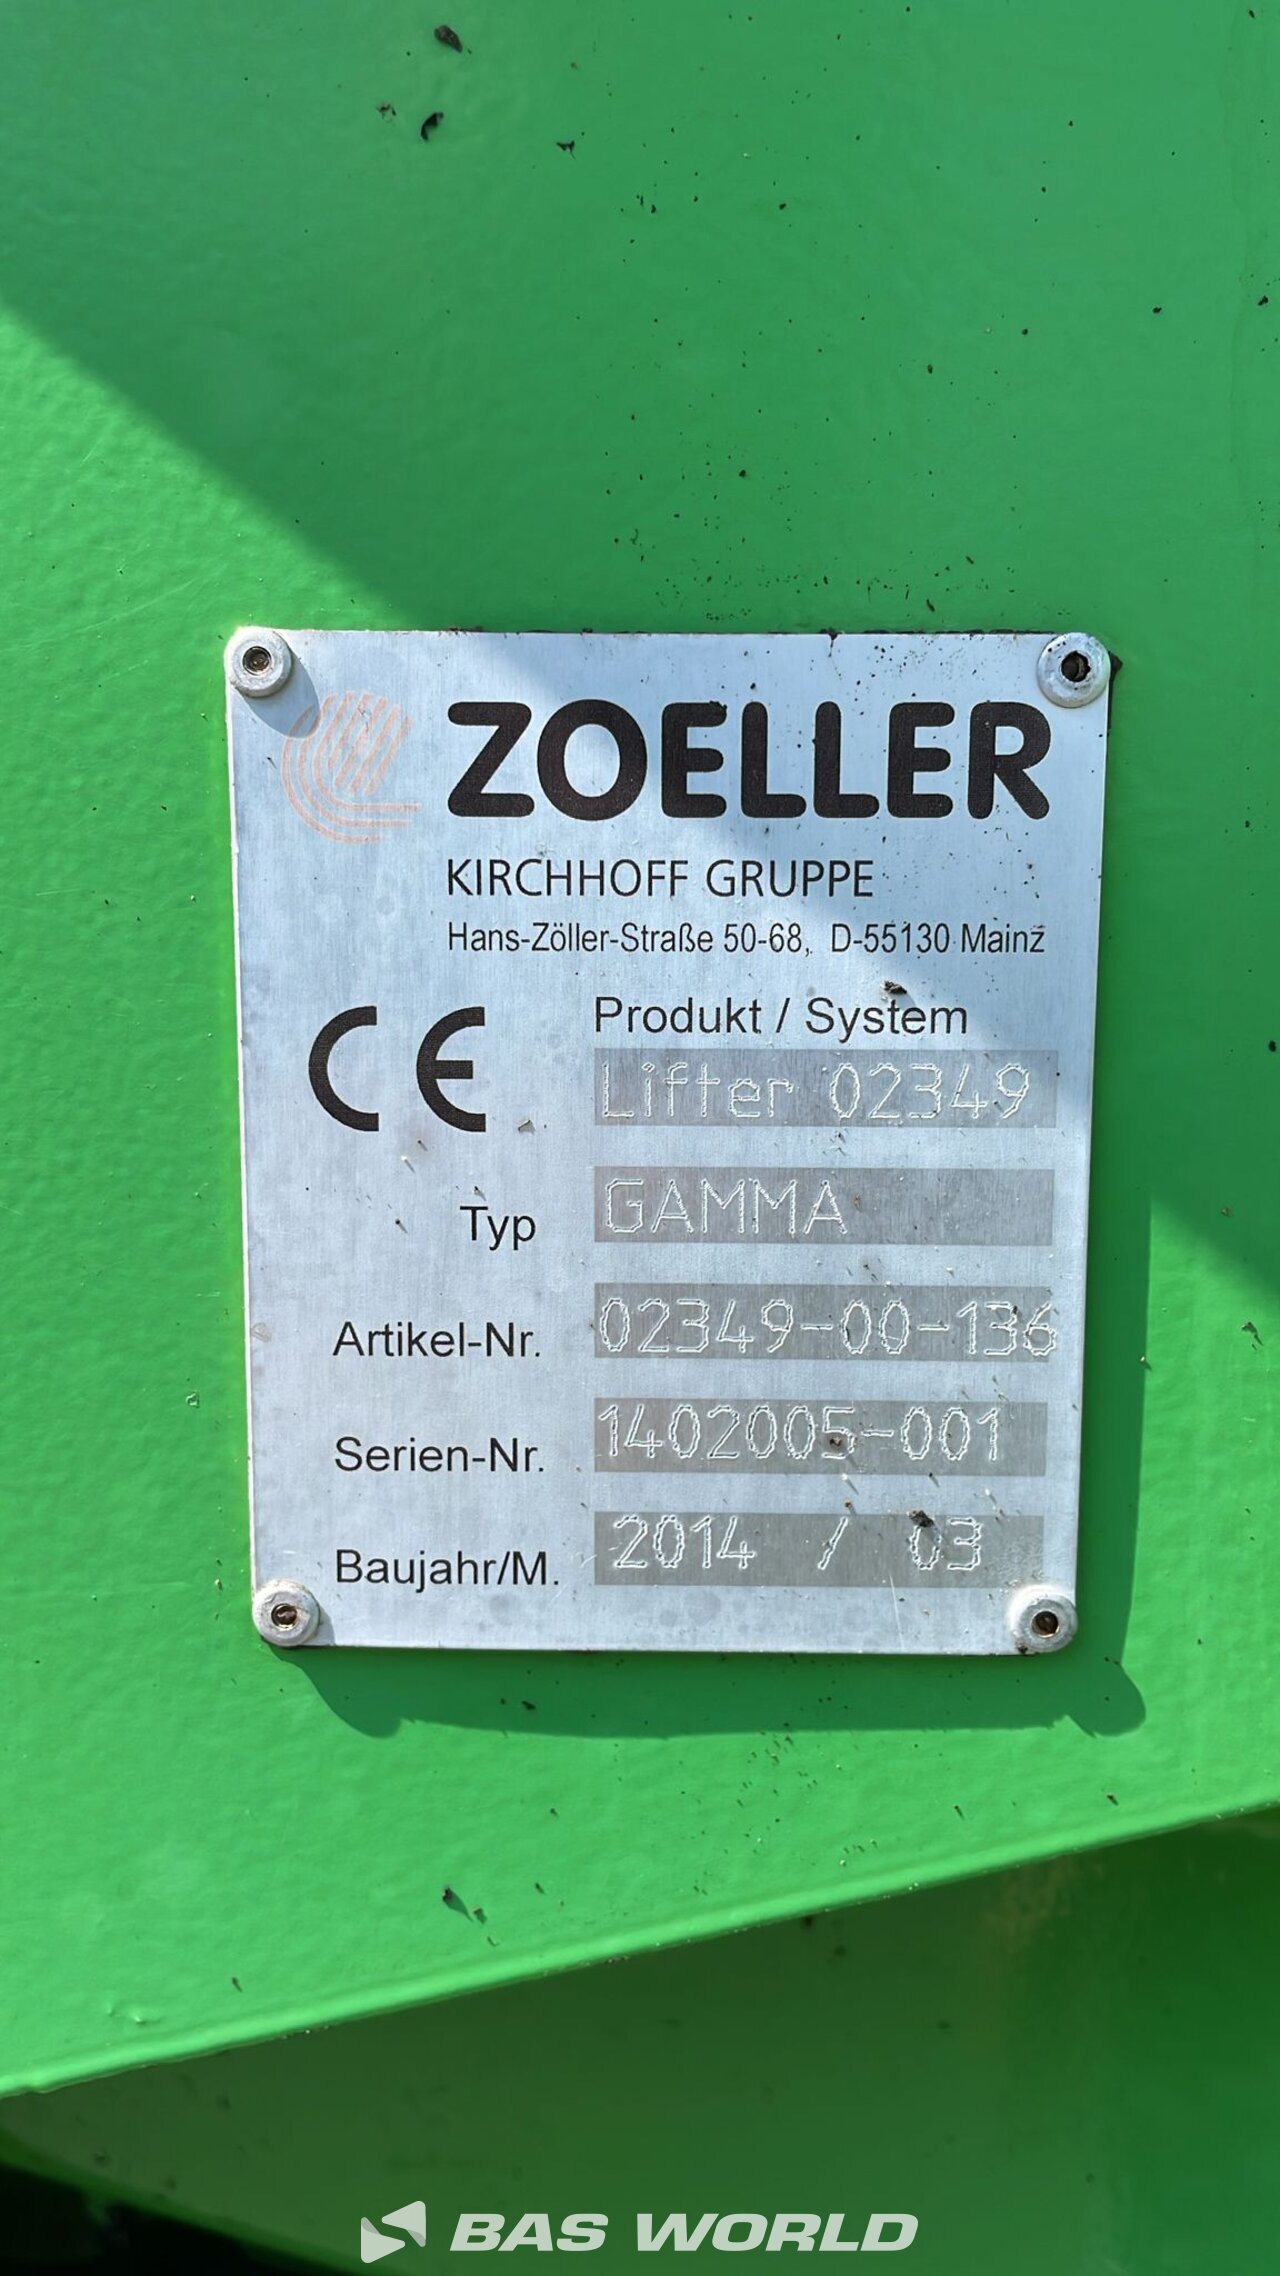 ZOELLER
KIRCHHOFF GRUPPE
Hans-Zöller-Straße 50-68, D-55130 Mainz
CE
Produkt / System
Lifter 02349
Typ GAMMA
Artikel-Nr. 02349-00-136
Serien-Nr. 1402005-001
Baujahr/M. 2014 / 03
BAS WORLD